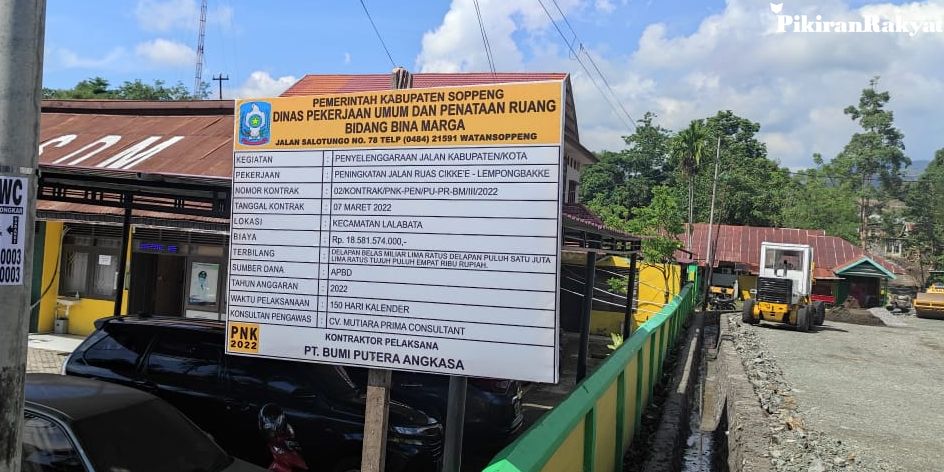 PikiranRakyat
PEMERINTAH KABUPATEN SOPPENG
DINAS PEKERJAAN UMUM DAN PENATAAN RUANG
BIDANG BINA MARGA
JALAN SALOTUNGO NO. 78 TELP (0484) 21591 WATANSOPPENG
KEGIATAN : PENYELENGGARAAN JALAN KABUPATEN/KOTA
PEKERJAAN : PENINGKATAN JALAN RUAS CIKKE'E - LEMPONGBAKKE
NOMOR KONTRAK : 02/KONTRAK/PNK-PEN/PU-PR-BM/III/2022
TANGGAL KONTRAK : 07 MARET 2022
LOKASI : KECAMATAN LALABATA
BIAYA : Rp. 18.581.574.000,-
TERBILANG : DELAPAN BELAS MILIAR LIMA RATUS DELAPAN PULUH SATU JUTA
LIMA RATUS TUJUH PULUH EMPAT RIBU RUPIAH.
SUMBER DANA : APBD
TAHUN ANGGARAN : 2022
WAKTU PELAKSANAAN : 150 HARI KALENDER
KONSULTAN PENGAWAS : CV. MUTIARA PRIMA CONSULTANT
KONTRAKTOR PELAKSANA
PT. BUMI PUTERA ANGKASA
PNK
2022
SDM
WC
0003
0003